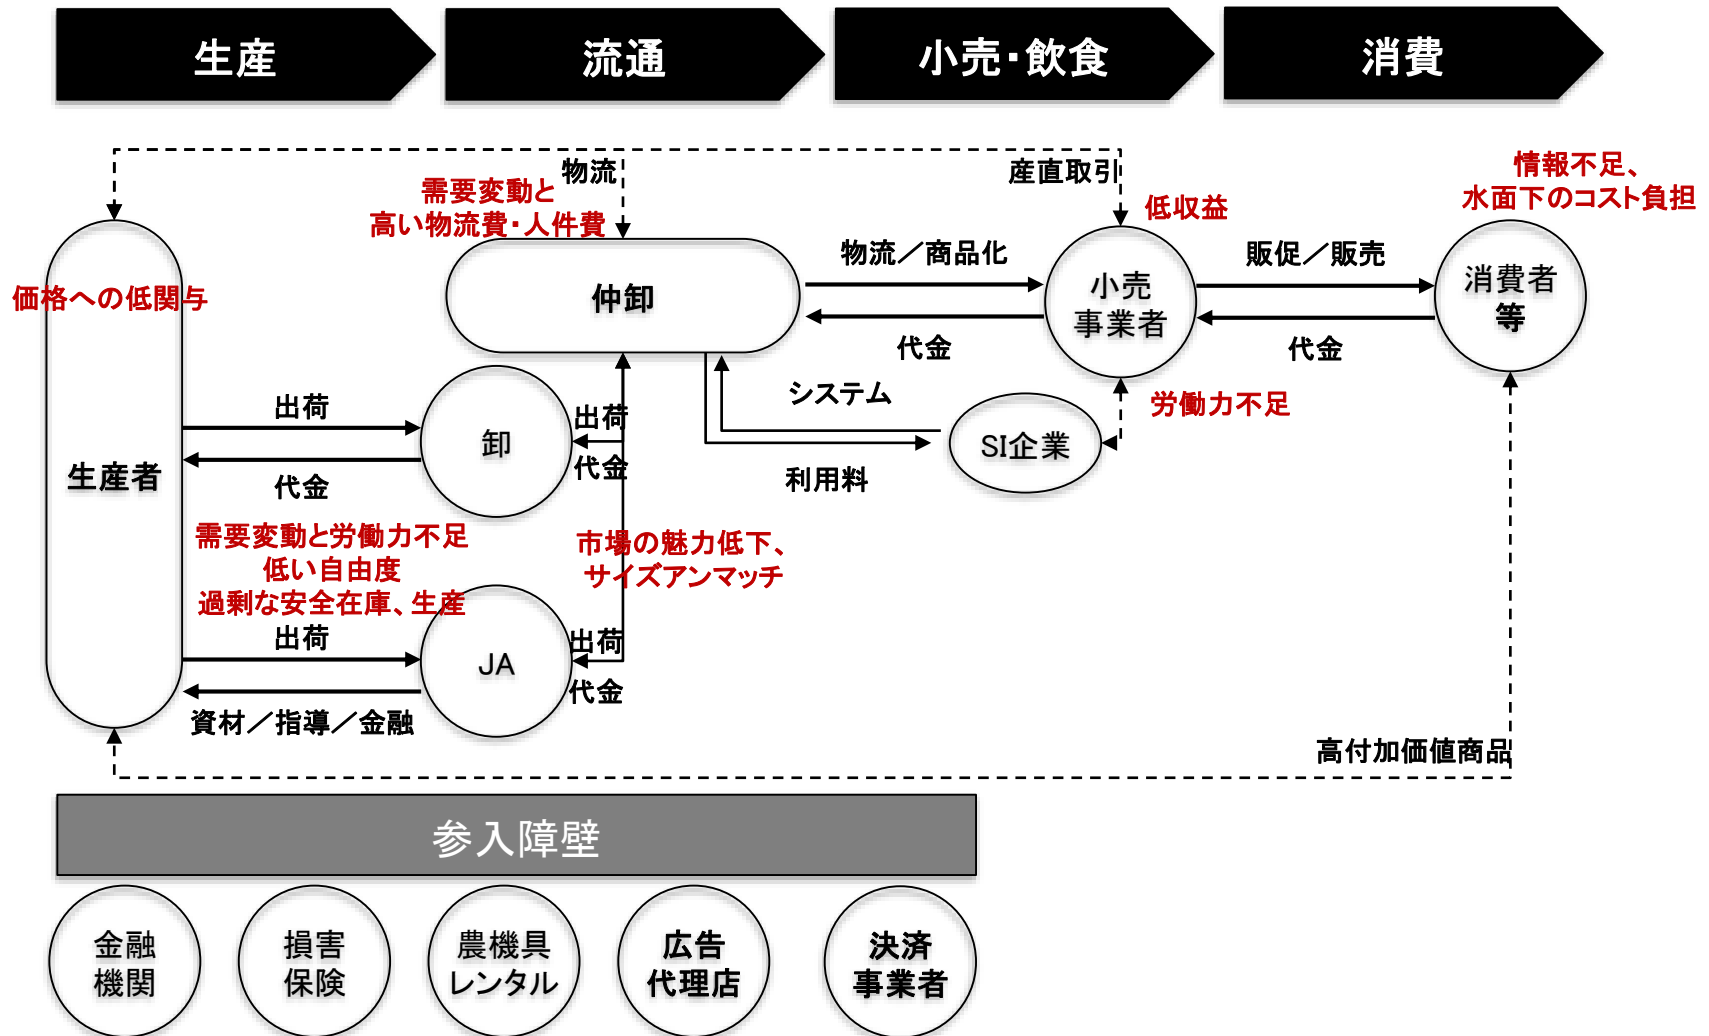 生産
流通
小売・飲食
消費
物流
産直取引
情報不足、
水面下のコスト負担
需要変動と
高い物流費・人件費
低収益
物流／商品化
販促／販売
価格への低関与
仲卸
小売
事業者
消費者
等
代金
代金
システム
労働力不足
出荷
卸
出荷
SI企業
生産者
代金
代金
利用料
需要変動と労働力不足
低い自由度
過剰な安全在庫、生産
市場の魅力低下、
サイズアンマッチ
出荷
JA
出荷
代金
資材／指導／金融
高付加価値商品
参入障壁
金融
機関
損害
保険
農機具
レンタル
広告
代理店
決済
事業者